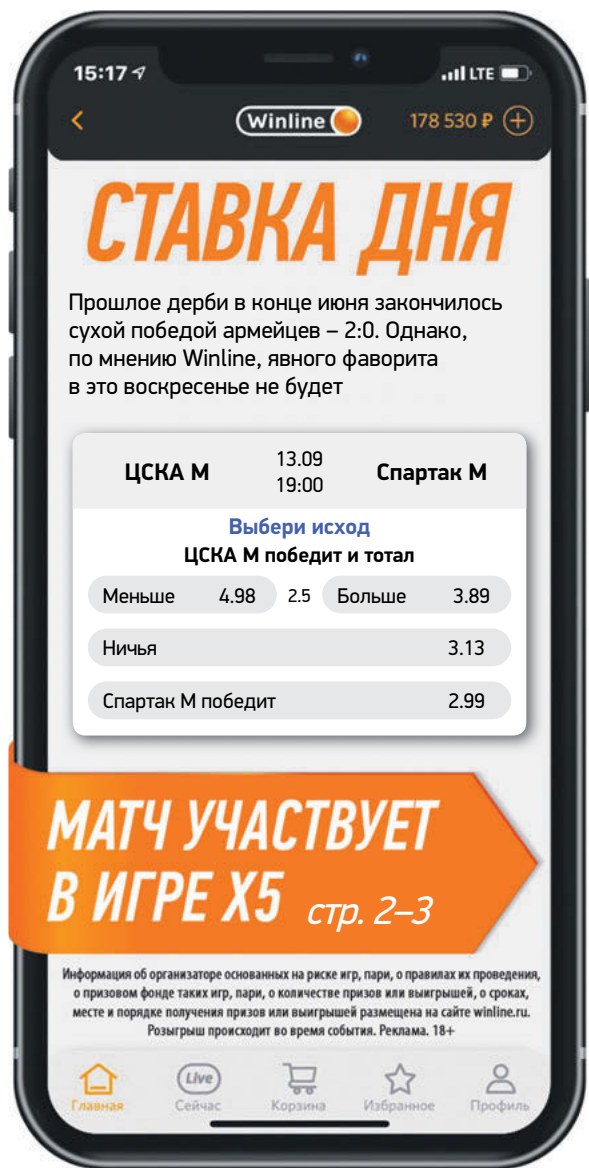 15:17 LTE
Winline 178 530 ₽
СТАВКА ДНЯ
Прошлое дерби в конце июня закончилось
сухой победой армейцев – 2:0. Однако,
по мнению Winline, явного фаворита
в это воскресенье не будет
ЦСКА М 13.09 Спартак М
19:00
Выбери исход
ЦСКА М победит и тотал
Меньше 4.98 2.5 Больше 3.89
Ничья 3.13
Спартак М победит 2.99
МАТЧ УЧАСТВУЕТ
В ИГРЕ X5 стр. 2–3
Информация об организаторе основанных на риске игр, пари, о правилах их проведения,
о призовом фонде таких игр, пари, о количестве призов или выигрышей, о сроках,
месте и порядке получения призов или выигрышей размещена на сайте winline.ru.
Розыгрыш происходит во время события. Реклама. 18+
Live
Главная Сейчас Корзина Избранное Профиль